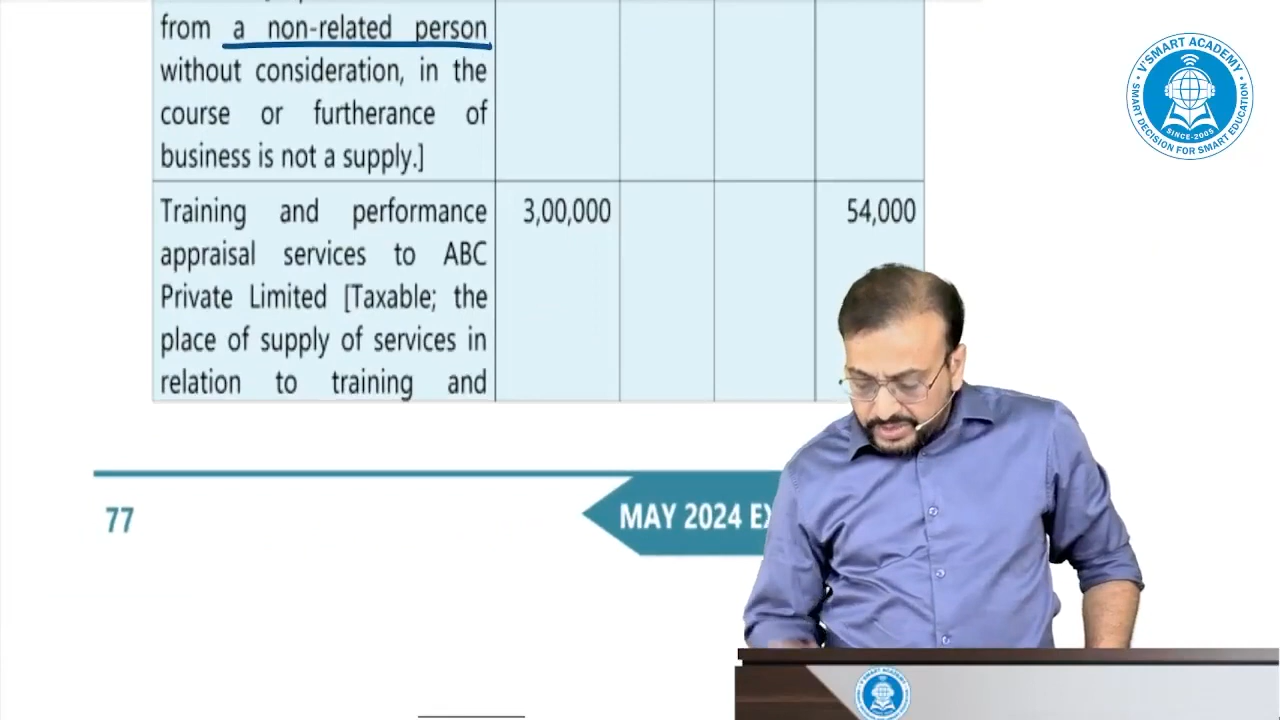 from a non-related person
without consideration, in the
course or furtherance of
business is not a supply.]
Training and performance 3,00,000 54,000
appraisal services to ABC
Private Limited [Taxable; the
place of supply of services in
relation to training and
77
MAY 2024 EX
V'SMART ACADEMY
SMART DECISION FOR SMART EDUCATION
SINCE-2005